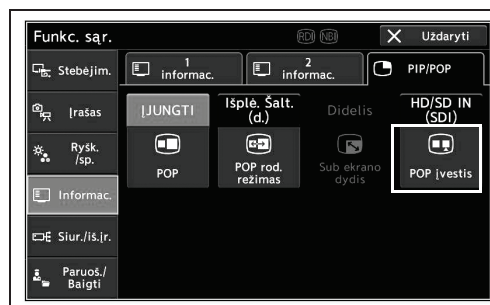 Funkc. sąr.
RDI NBI
Uždaryti
Stebėjim.
Įrašas
Ryšk.
/sp.
Informac.
Siur./iš.įr.
Paruoš./
Baigti
1
informac.
2
informac.
PIP/POP
ĮJUNGTI
POP
Išplė. Šalt.
(d.)
POP rod.
režimas
Didelis
Sub ekrano
dydis
HD/SD IN
(SDI)
POP įvestis